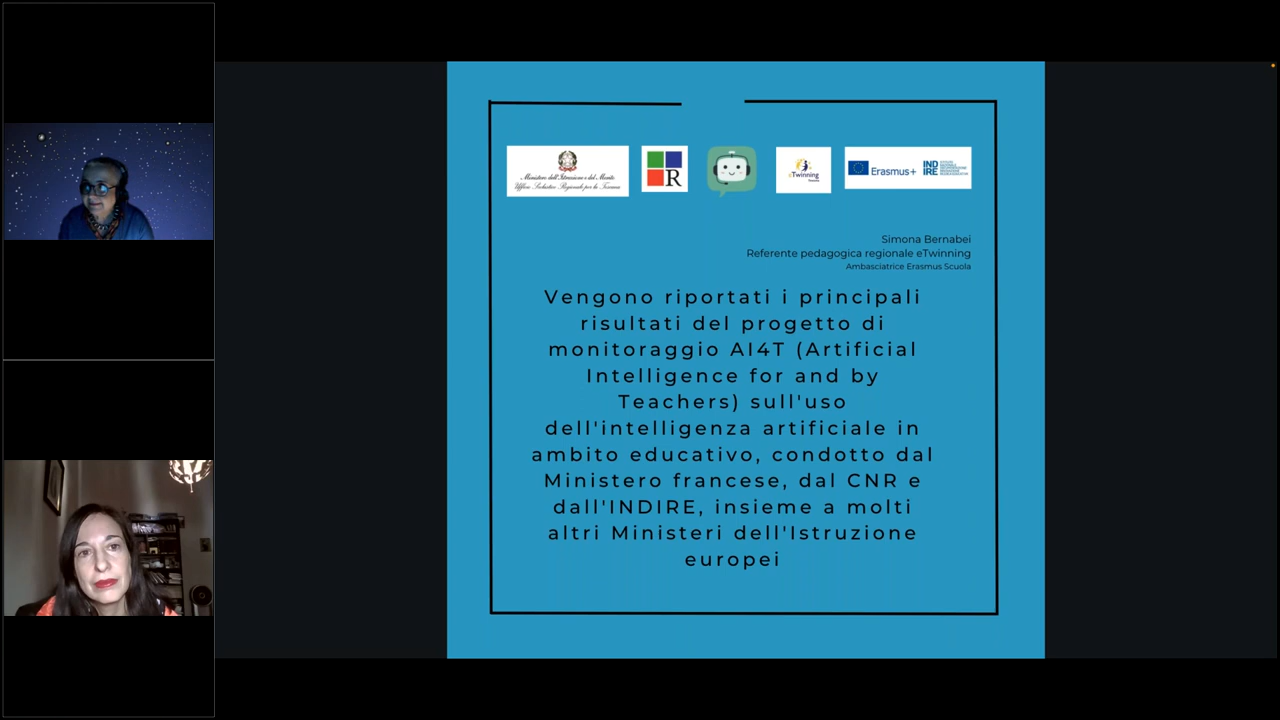 Ministero dell'Istruzione e del Merito
Ufficio Scolastico Regionale per la Toscana
R
eTwinning
Erasmus+
IND
IRE
Simona Bernabei
Referente pedagogica regionale eTwinning
Ambasciatrice Erasmus Scuola
Vengono riportati i principali
risultati del progetto di
monitoraggio AI4T (Artificial
Intelligence for and by
Teachers) sull'uso
dell'intelligenza artificiale in
ambito educativo, condotto dal
Ministero francese, dal CNR e
dall'INDIRE, insieme a molti
altri Ministeri dell'Istruzione
europei